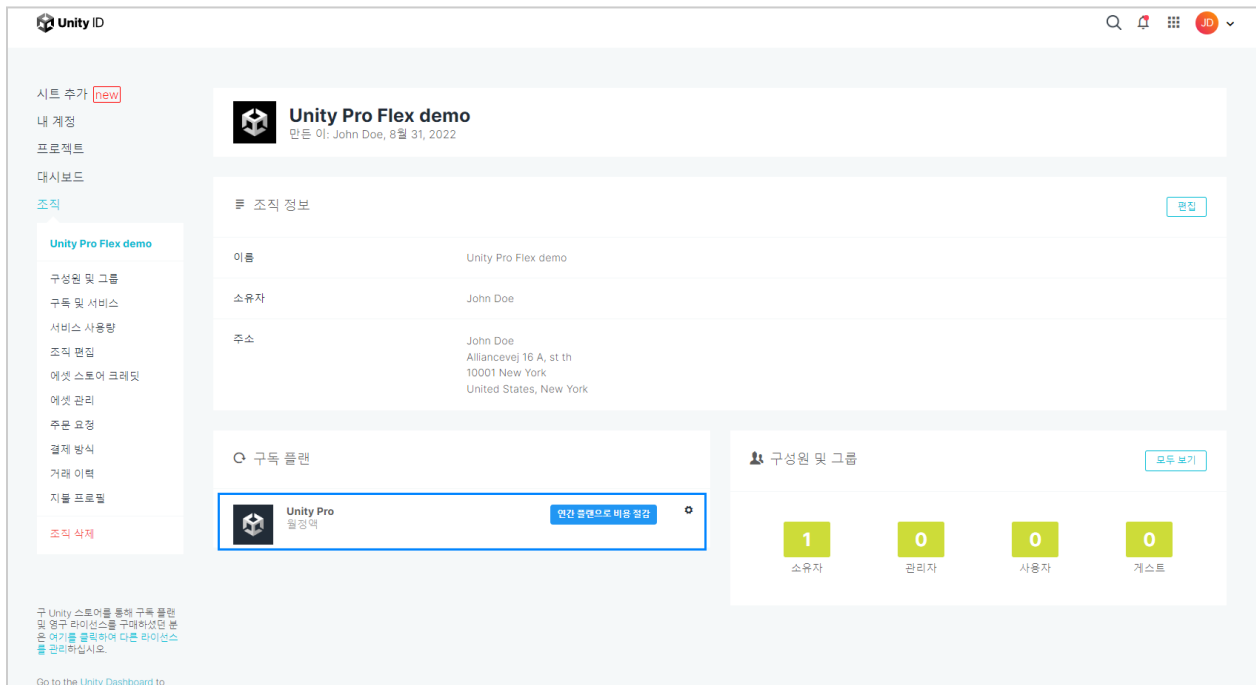 Unity ID
JD
시트 추가 new
내 계정
프로젝트
대시보드
조직
Unity Pro Flex demo
구성원 및 그룹
구독 및 서비스
서비스 사용량
조직 편집
에셋 스토어 크레딧
에셋 관리
주문 요청
결제 방식
거래 이력
지불 프로필
조직 삭제
구 Unity 스토어를 통해 구독 플랜
및 영구 라이선스를 구매하셨던 분
은 여기를 클릭하여 다른 라이선스
를 관리하십시오.
Go to the Unity Dashboard to
Unity Pro Flex demo
만든 이: John Doe, 8월 31, 2022
조직 정보
편집
이름 Unity Pro Flex demo
소유자 John Doe
주소 John Doe
Alliancevej 16 A, st th
10001 New York
United States, New York
구독 플랜
Unity Pro
월정액
연간 플랜으로 비용 절감
구성원 및 그룹
모두 보기
1 0 0 0
소유자 관리자 사용자 게스트